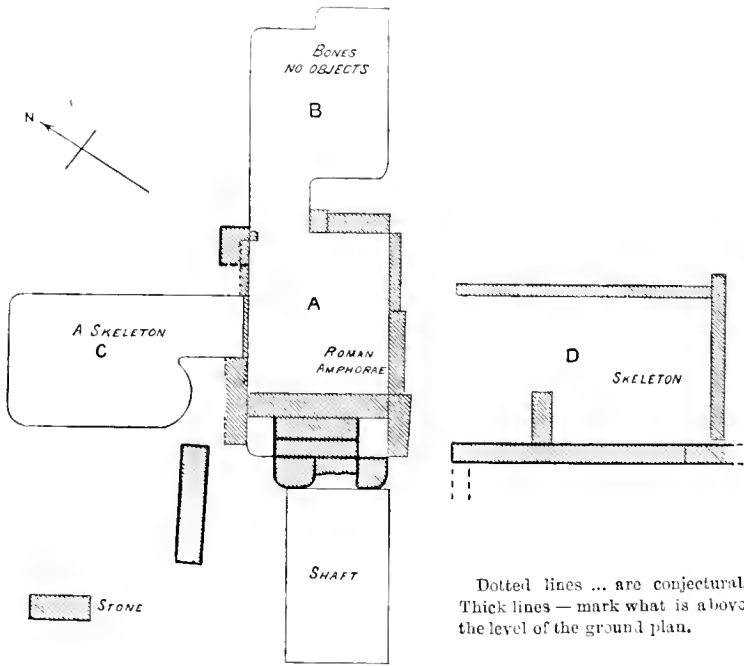 BONES
NO OBJECTS
B
N
A
A SKELETON
C
ROMAN
AMPHORAE
D
SKELETON
SHAFT
STONE
Dotted lines ... are conjectural.
Thick lines — mark what is above
the level of the ground plan.